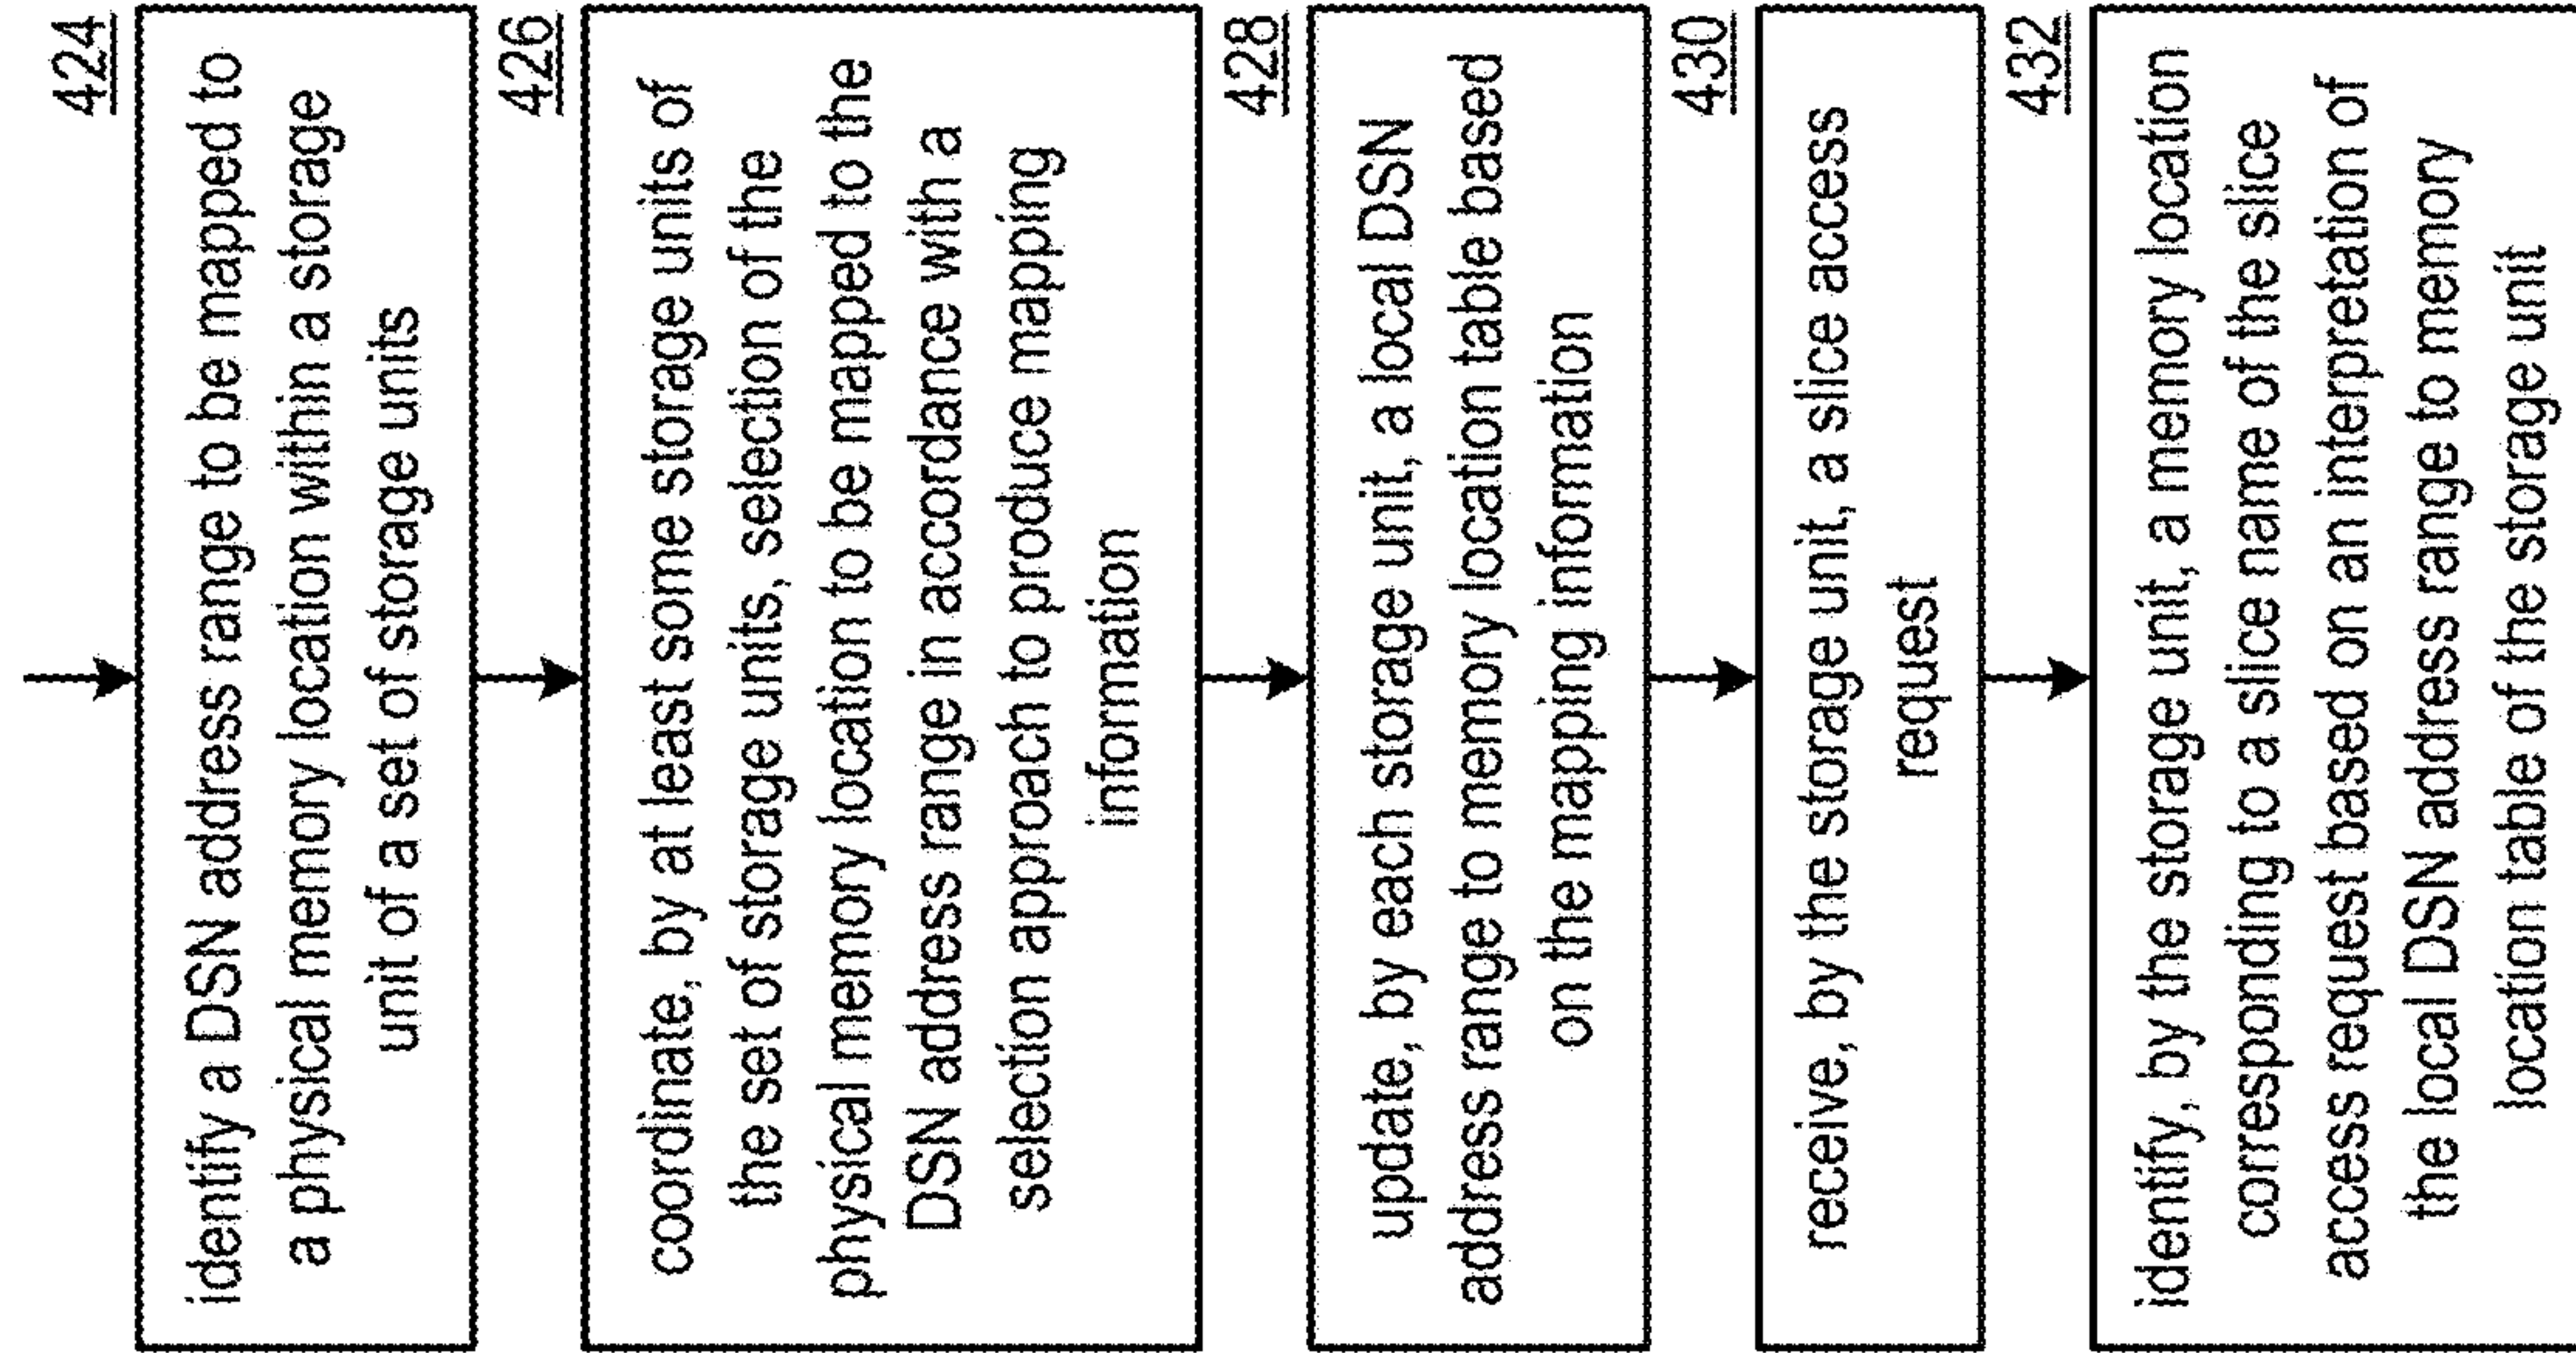 424
identify a DSN address range to be mapped to
a physical memory location within a storage
unit of a set of storage units
426
coordinate, by at least some storage units of
the set of storage units, selection of the
physical memory location to be mapped to the
DSN address range in accordance with a
selection approach to produce mapping
information
428
update, by each storage unit, a local DSN
address range to memory location table based
on the mapping information
430
receive, by the storage unit, a slice access
request
432
identify, by the storage unit, a memory location
corresponding to a slice name of the slice
access request based on an interpretation of
the local DSN address range to memory
location table of the storage unit